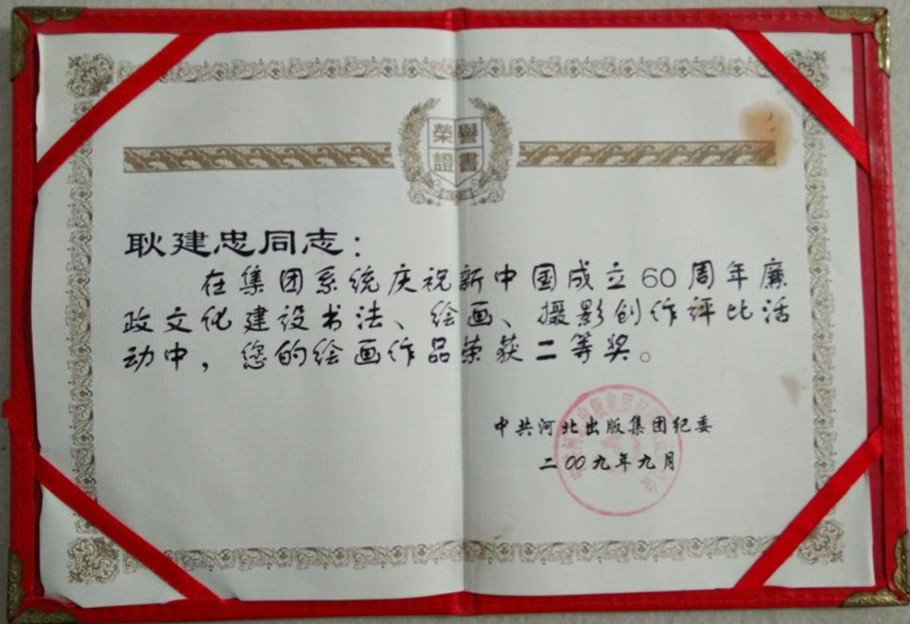 榮譽
證書
耿建忠同志：
在集团系统庆祝新中国成立60周年廉
政文化建设书法、绘画、摄影创作评比活
动中，您的绘画作品荣获二等奖。
中共河北出版集团纪委
二00九年九月